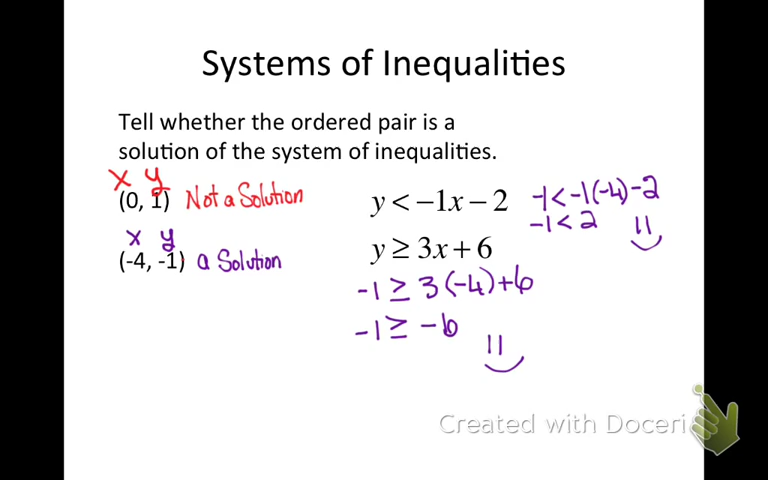 Systems of Inequalities
Tell whether the ordered pair is a
solution of the system of inequalities.
x y
(0, 1) Not a Solution
x y
(-4, -1) a Solution
y < −1x − 2
y ≥ 3x + 6
-1 ≥ 3(-4)+6
-1 ≥ -6
-1 < -1(-4)-2
-1 < 2
Created with Doceri